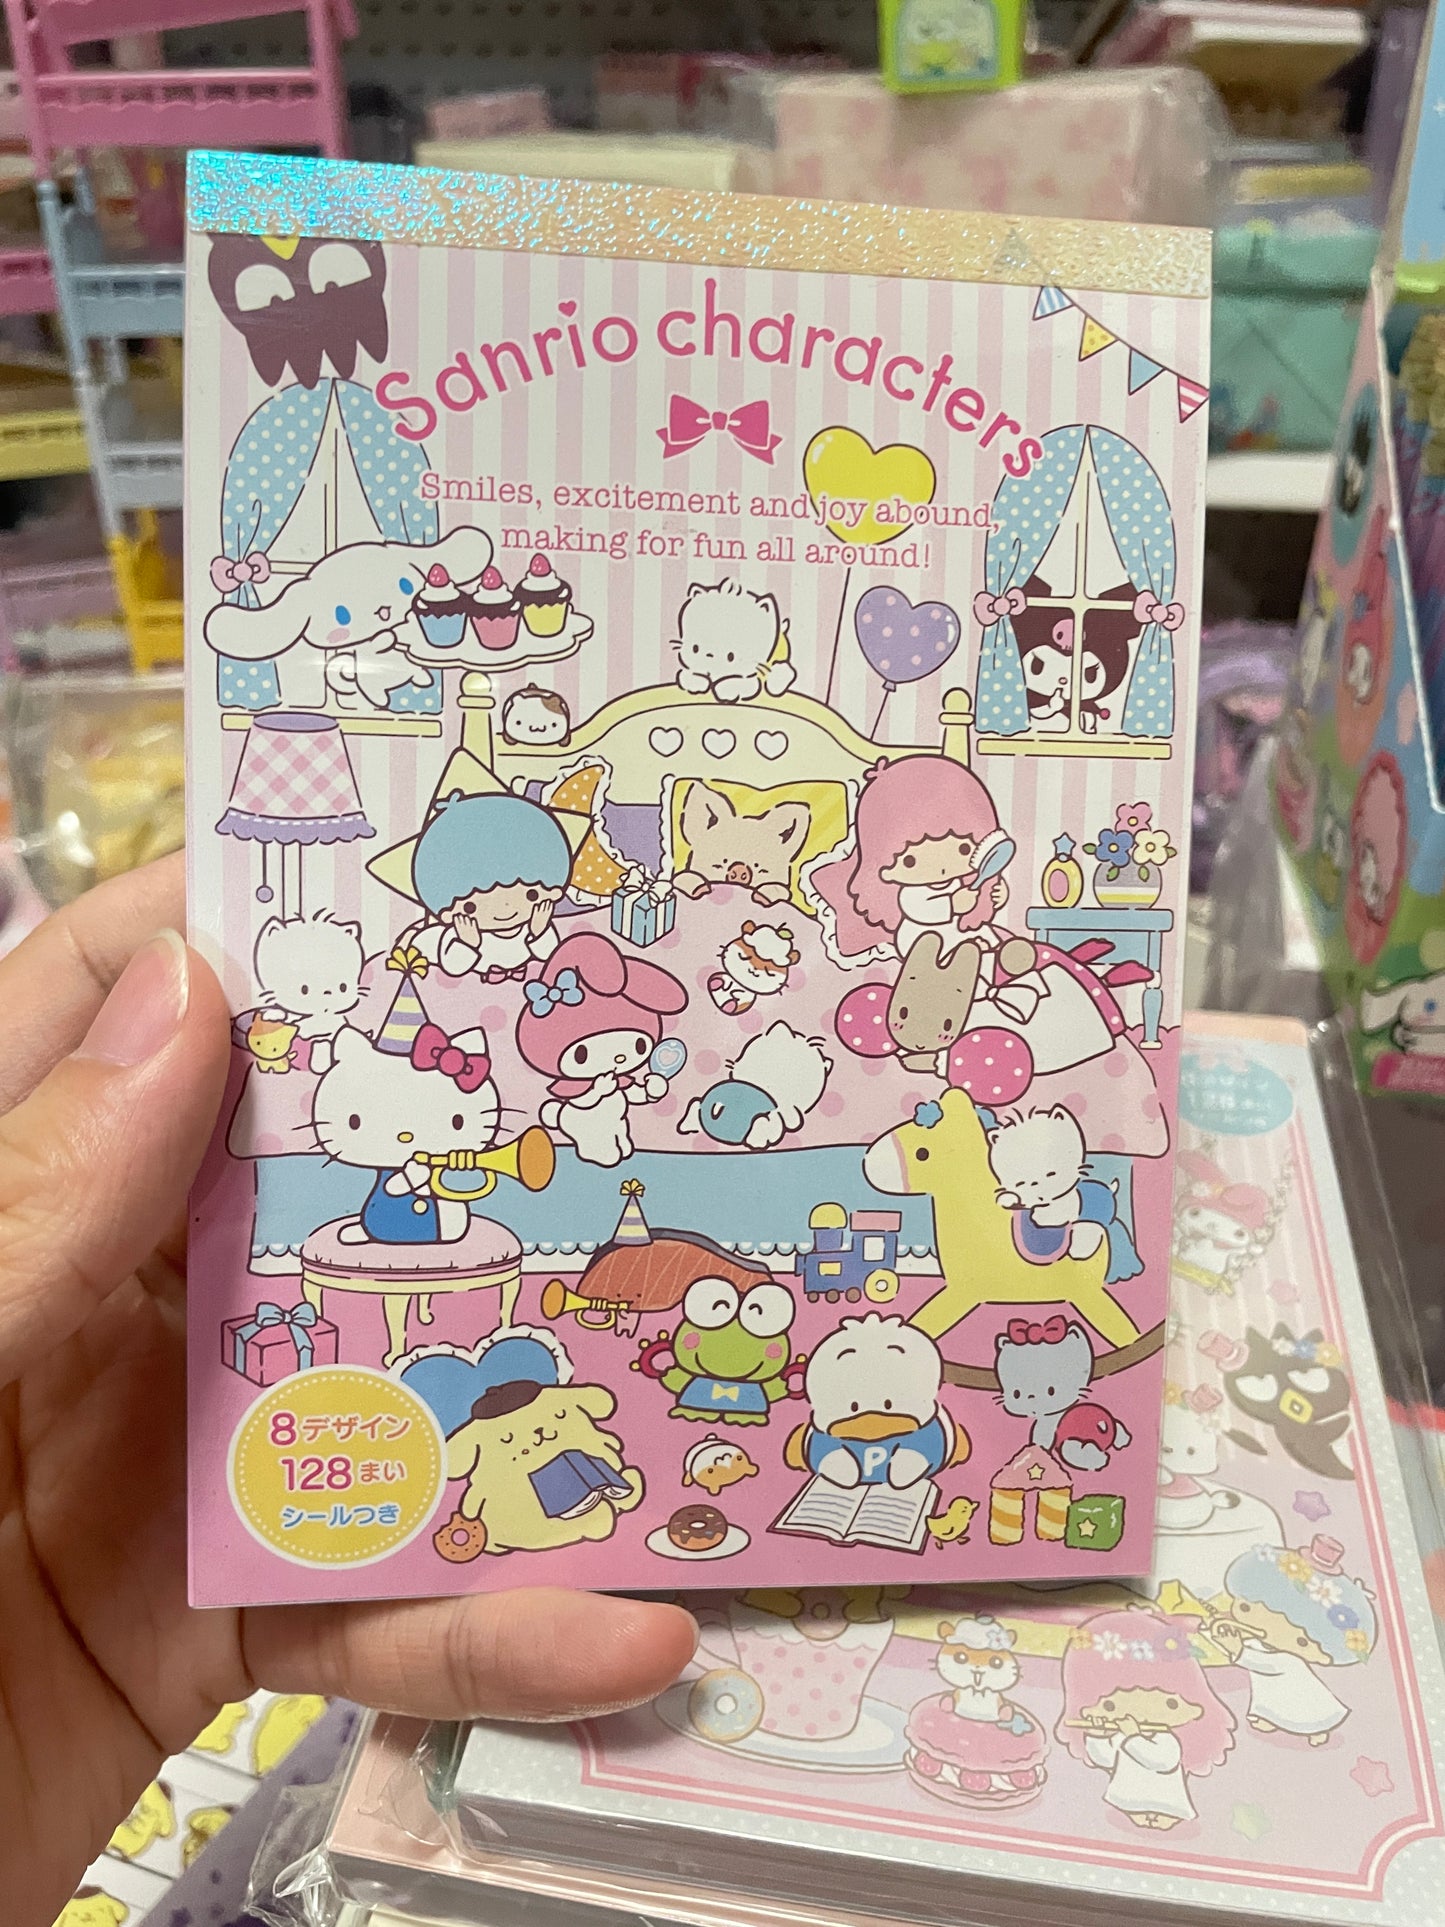 Sanrio characters
Smiles, excitement and joy abound,
making for fun all around!
P
8デザイン
128まい
シールつき